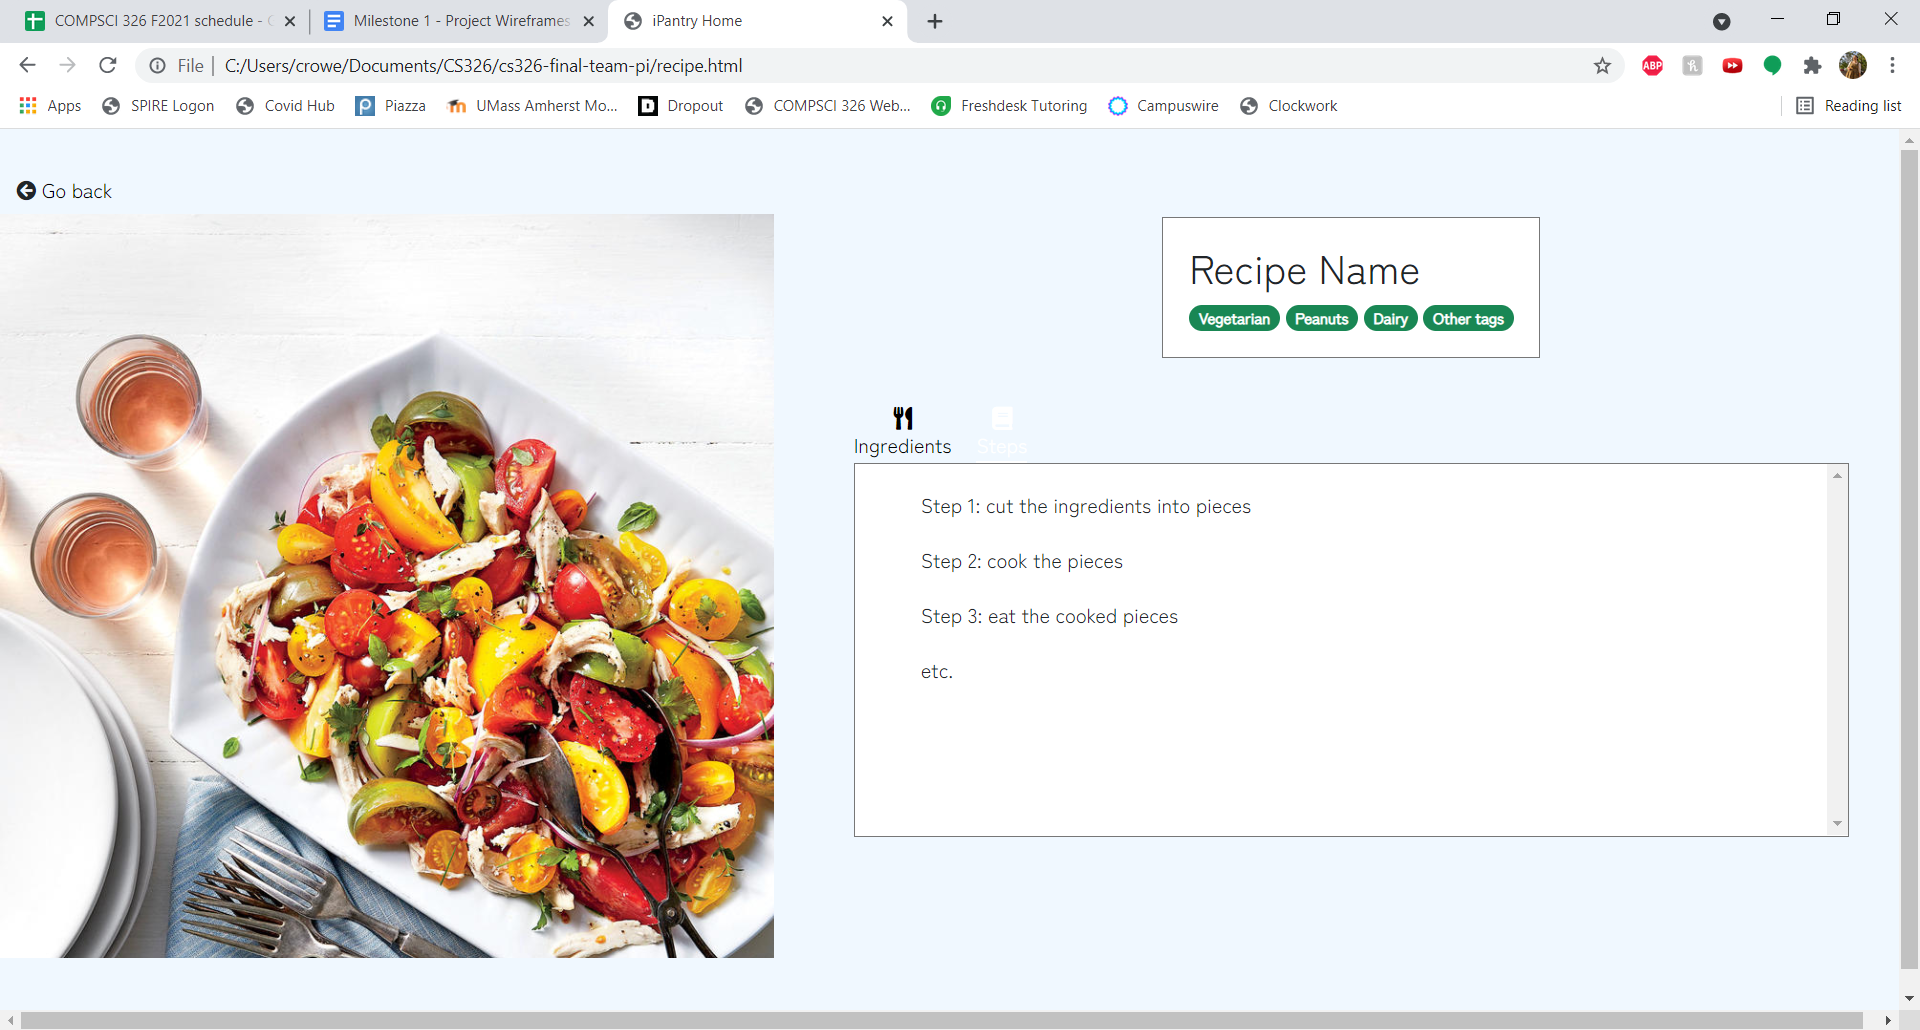 COMPSCI 326 F2021 schedule -
Milestone 1 - Project Wireframes
iPantry Home
File
C:/Users/crowe/Documents/CS326/cs326-final-team-pi/recipe.html
ABP
Apps
SPIRE Logon
Covid Hub
Piazza
UMass Amherst Mo...
Dropout
COMPSCI 326 Web...
Freshdesk Tutoring
Campuswire
Clockwork
Reading list
Go back
Recipe Name
Vegetarian
Peanuts
Dairy
Other tags
Ingredients
Steps
Step 1: cut the ingredients into pieces
Step 2: cook the pieces
Step 3: eat the cooked pieces
etc.